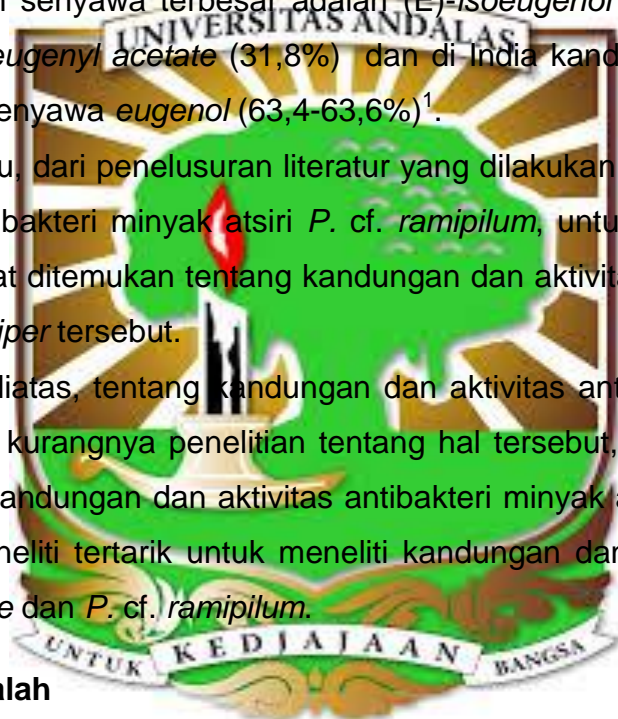 senyawa terbesar adalah (E)-isoeugenol
UNIVERSITAS ANDALAS
eugenyl acetate (31,8%) dan di India kand
senyawa eugenol (63,4-63,6%)1.
u, dari penelusuran literatur yang dilakukan
bakteri minyak atsiri P. cf. ramipilum, untu
at ditemukan tentang kandungan dan aktivita
iper tersebut.
diatas, tentang kandungan dan aktivitas ant
kurangnya penelitian tentang hal tersebut,
kandungan dan aktivitas antibakteri minyak a
neliti tertarik untuk meneliti kandungan dar
e dan P. cf. ramipilum.
UNTUK KEDJAJAAN BANGSA
alah